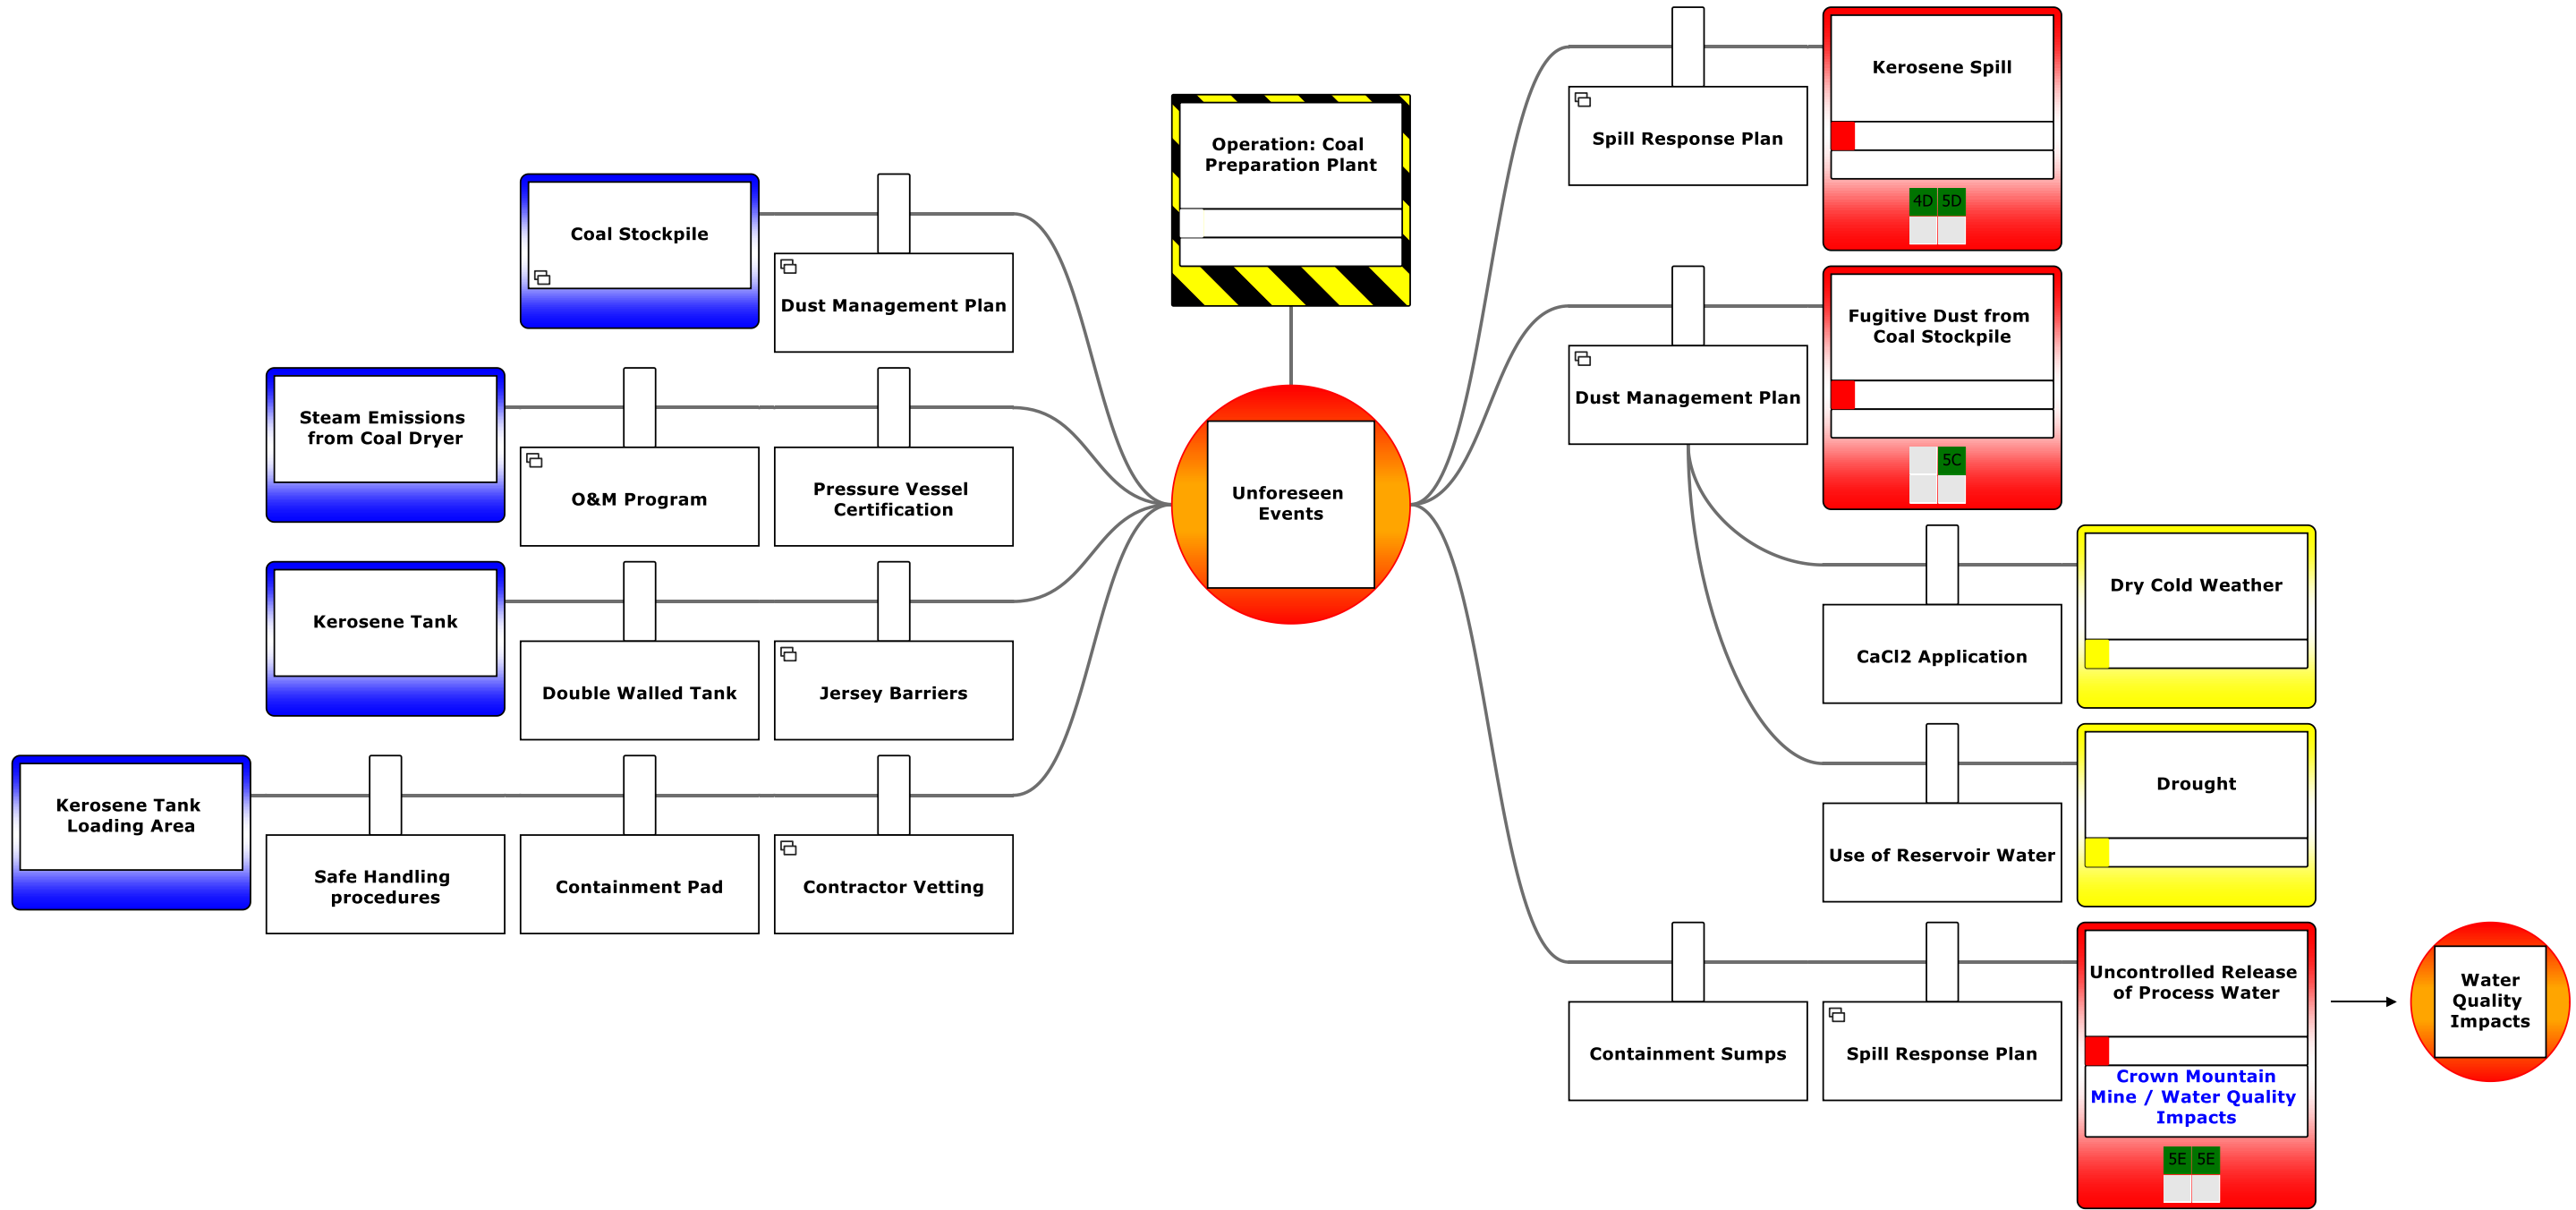 Kerosene Spill
Spill Response Plan
4D 5D
Operation: Coal
Preparation Plant
Coal Stockpile
Dust Management Plan
Fugitive Dust from
Coal Stockpile
Dust Management Plan
5C
Steam Emissions
from Coal Dryer
O&M Program
Pressure Vessel
Certification
Unforeseen
Events
Dry Cold Weather
CaCl2 Application
Kerosene Tank
Double Walled Tank
Jersey Barriers
Drought
Use of Reservoir Water
Kerosene Tank
Loading Area
Safe Handling
procedures
Containment Pad
Contractor Vetting
Uncontrolled Release
of Process Water
Containment Sumps
Spill Response Plan
Crown Mountain
Mine / Water Quality
Impacts
5E 5E
Water
Quality
Impacts